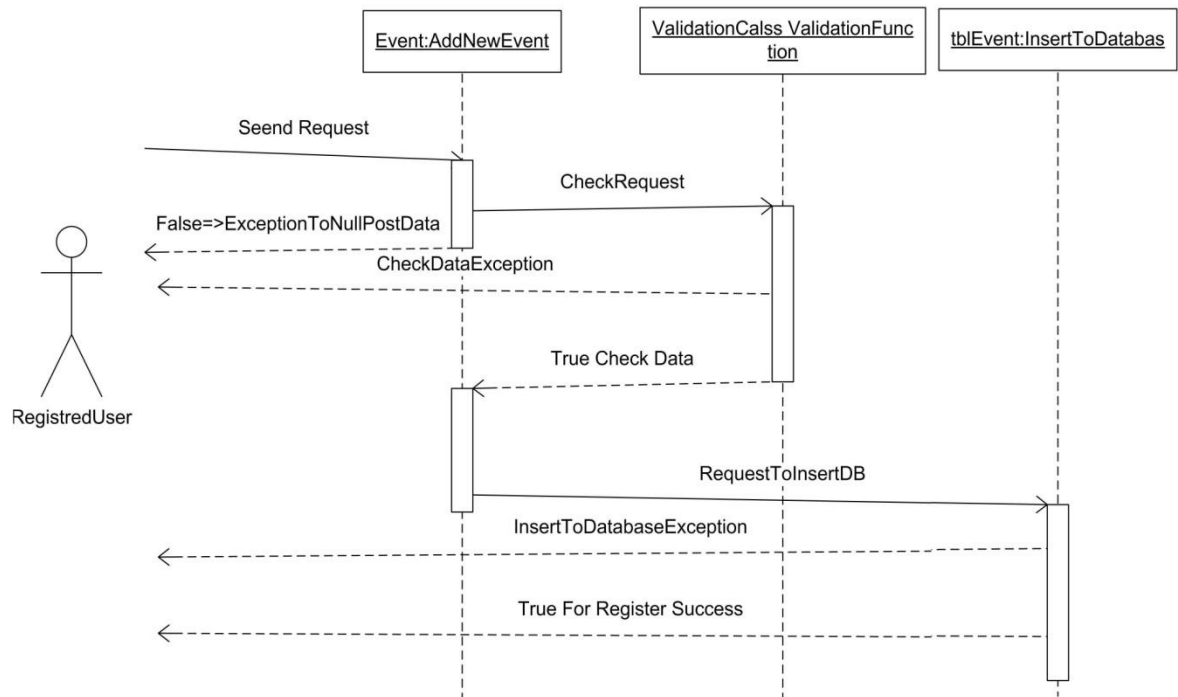 Event:AddNewEvent
ValidationCalss ValidationFunc
tion
tblEvent:InsertToDatabas
Seend Request
CheckRequest
False=>ExceptionToNullPostData
CheckDataException
True Check Data
RegistredUser
RequestToInsertDB
InsertToDatabaseException
True For Register Success